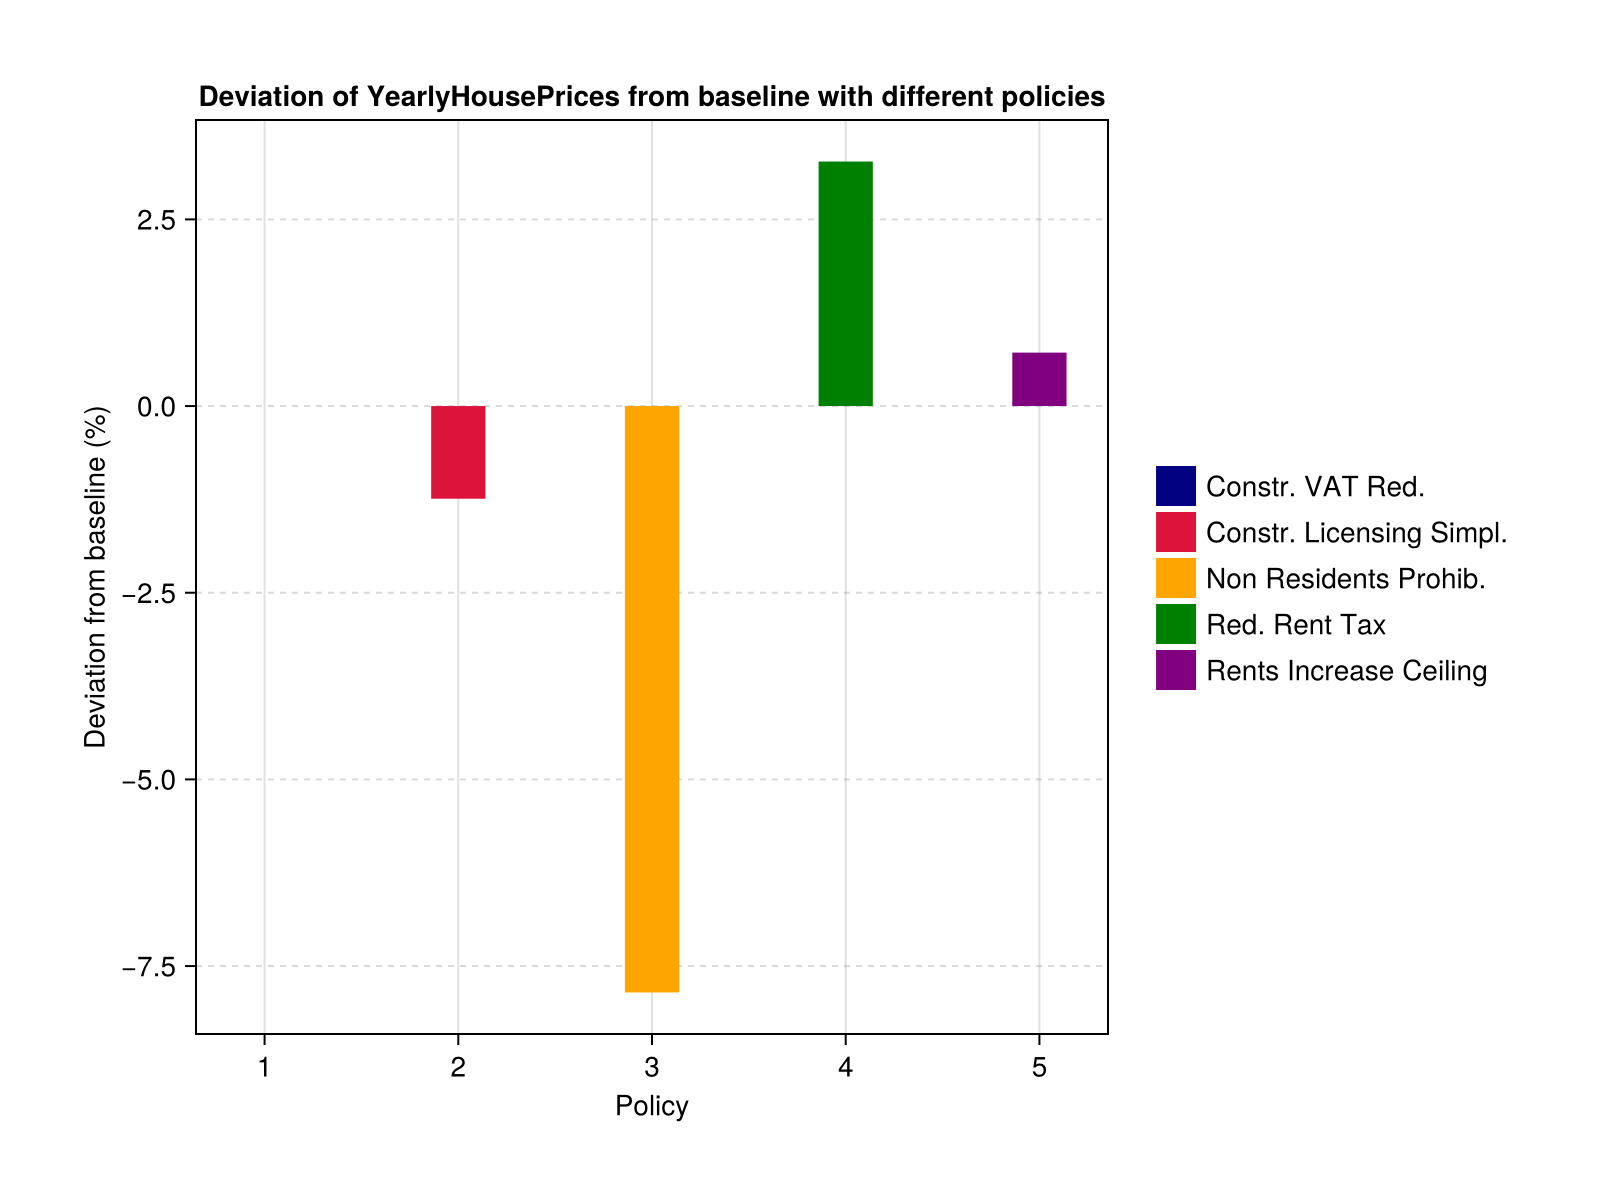 Deviation of YearlyHousePrices from baseline with different policies
Deviation from baseline (%)
2.5
0.0
−2.5
−5.0
−7.5
1 2 3 4 5
Policy
Constr. VAT Red.
Constr. Licensing Simpl.
Non Residents Prohib.
Red. Rent Tax
Rents Increase Ceiling